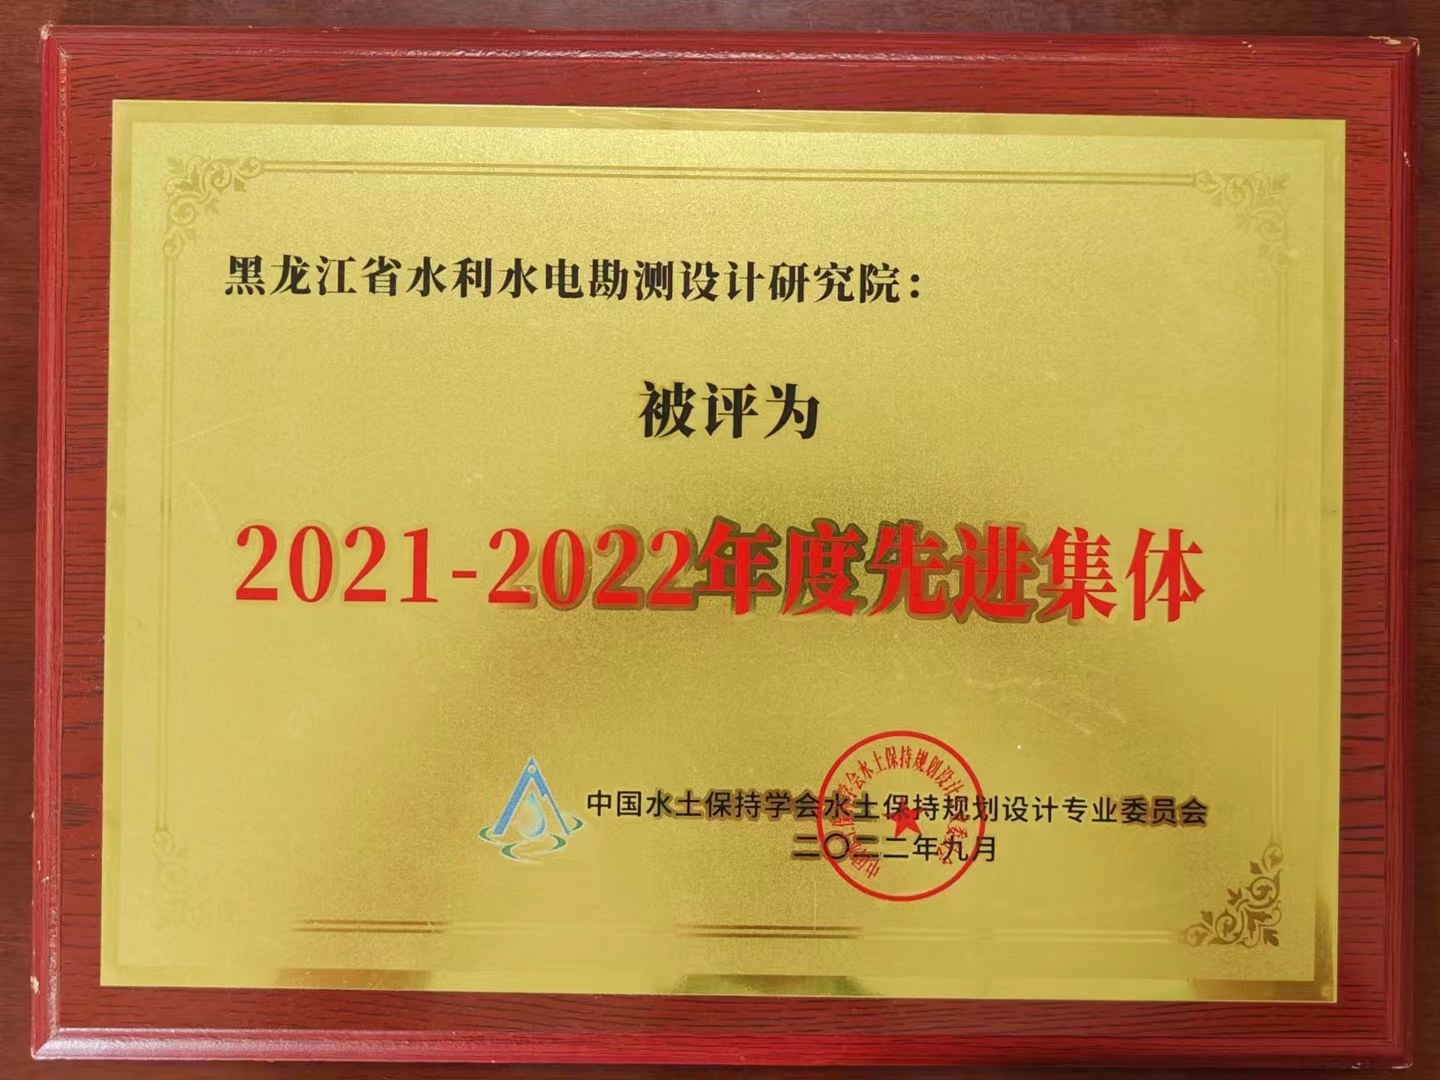 黑龙江省水利水电勘测设计研究院：
被评为
2021-2022年度先进集体
中国水土保持学会水土保持规划设计专业委员会
二〇二二年九月